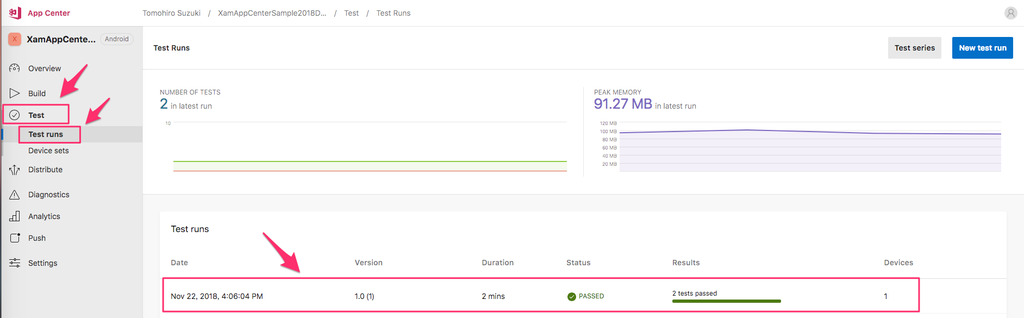 App Center
Tomohiro Suzuki / XamAppCenterSample2018D... / Test / Test Runs
X XamAppCente... Android
Overview
Build
Test
Test runs
Device sets
Distribute
Diagnostics
Analytics
Push
Settings
Test Runs
Test series
New test run
NUMBER OF TESTS
2 in latest run
10
PEAK MEMORY
91.27 MB in latest run
120 MB
100 MB
80 MB
60 MB
40 MB
20 MB
Test runs
Date Version Duration Status Results Devices
Nov 22, 2018, 4:06:04 PM 1.0 (1) 2 mins PASSED 2 tests passed 1